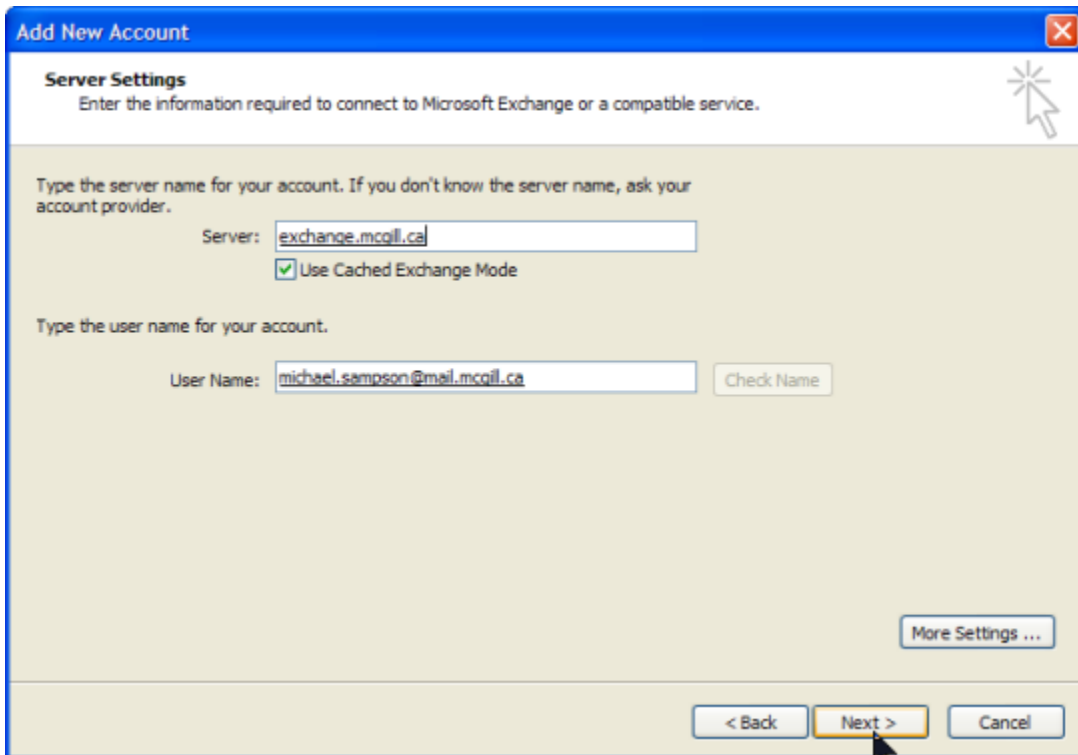 Add New Account
Server Settings
Enter the information required to connect to Microsoft Exchange or a compatible service.
Type the server name for your account. If you don't know the server name, ask your
account provider.
Server: exchange.mcgill.ca
Use Cached Exchange Mode
Type the user name for your account.
User Name: michael.sampson@mail.mcgill.ca Check Name
More Settings ...
< Back Next > Cancel